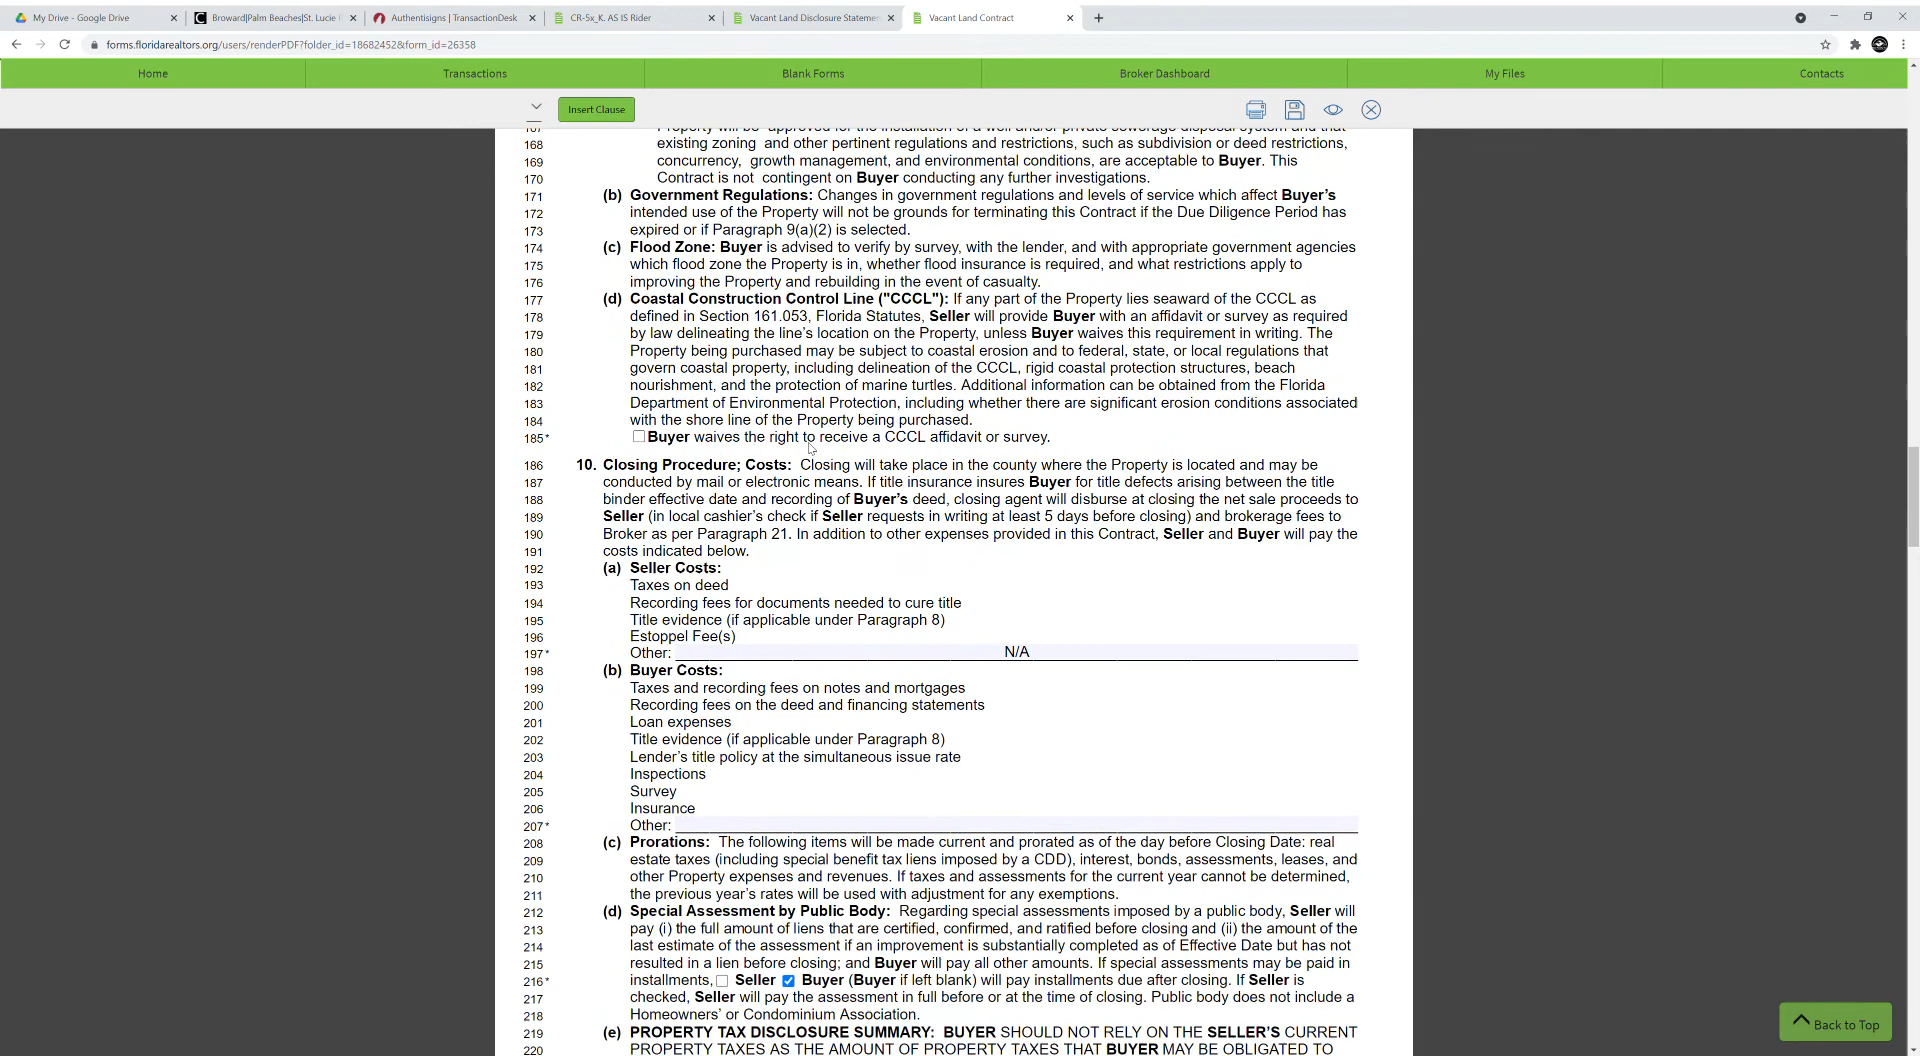 My Drive - Google Drive
Broward|Palm Beaches|St. Lucie
Authentisigns | TransactionDesk
CR-5x_K. AS IS Rider
Vacant Land Disclosure Statemen
Vacant Land Contract
forms.floridarealtors.org/users/renderPDF?folder_id=18682452&form_id=26358
Home
Transactions
Blank Forms
Broker Dashboard
My Files
Contacts
Insert Clause
167 Property will be approved for the installation of a well and/or private sewerage disposal system and that
168 existing zoning and other pertinent regulations and restrictions, such as subdivision or deed restrictions,
169 concurrency, growth management, and environmental conditions, are acceptable to Buyer. This
170 Contract is not contingent on Buyer conducting any further investigations.
171 (b) Government Regulations: Changes in government regulations and levels of service which affect Buyer's
172 intended use of the Property will not be grounds for terminating this Contract if the Due Diligence Period has
173 expired or if Paragraph 9(a)(2) is selected.
174 (c) Flood Zone: Buyer is advised to verify by survey, with the lender, and with appropriate government agencies
175 which flood zone the Property is in, whether flood insurance is required, and what restrictions apply to
176 improving the Property and rebuilding in the event of casualty.
177 (d) Coastal Construction Control Line ("CCCL"): If any part of the Property lies seaward of the CCCL as
178 defined in Section 161.053, Florida Statutes, Seller will provide Buyer with an affidavit or survey as required
179 by law delineating the line's location on the Property, unless Buyer waives this requirement in writing. The
180 Property being purchased may be subject to coastal erosion and to federal, state, or local regulations that
181 govern coastal property, including delineation of the CCCL, rigid coastal protection structures, beach
182 nourishment, and the protection of marine turtles. Additional information can be obtained from the Florida
183 Department of Environmental Protection, including whether there are significant erosion conditions associated
184 with the shore line of the Property being purchased.
185* Buyer waives the right to receive a CCCL affidavit or survey.
186 10. Closing Procedure; Costs: Closing will take place in the county where the Property is located and may be
187 conducted by mail or electronic means. If title insurance insures Buyer for title defects arising between the title
188 binder effective date and recording of Buyer's deed, closing agent will disburse at closing the net sale proceeds to
189 Seller (in local cashier's check if Seller requests in writing at least 5 days before closing) and brokerage fees to
190 Broker as per Paragraph 21. In addition to other expenses provided in this Contract, Seller and Buyer will pay the
191 costs indicated below.
192 (a) Seller Costs:
193 Taxes on deed
194 Recording fees for documents needed to cure title
195 Title evidence (if applicable under Paragraph 8)
196 Estoppel Fee(s)
197* Other: N/A
198 (b) Buyer Costs:
199 Taxes and recording fees on notes and mortgages
200 Recording fees on the deed and financing statements
201 Loan expenses
202 Title evidence (if applicable under Paragraph 8)
203 Lender's title policy at the simultaneous issue rate
204 Inspections
205 Survey
206 Insurance
207* Other:
208 (c) Prorations: The following items will be made current and prorated as of the day before Closing Date: real
209 estate taxes (including special benefit tax liens imposed by a CDD), interest, bonds, assessments, leases, and
210 other Property expenses and revenues. If taxes and assessments for the current year cannot be determined,
211 the previous year's rates will be used with adjustment for any exemptions.
212 (d) Special Assessment by Public Body: Regarding special assessments imposed by a public body, Seller will
213 pay (i) the full amount of liens that are certified, confirmed, and ratified before closing and (ii) the amount of the
214 last estimate of the assessment if an improvement is substantially completed as of Effective Date but has not
215 resulted in a lien before closing; and Buyer will pay all other amounts. If special assessments may be paid in
216* installments, Seller Buyer (Buyer if left blank) will pay installments due after closing. If Seller is
217 checked, Seller will pay the assessment in full before or at the time of closing. Public body does not include a
218 Homeowners' or Condominium Association.
219 (e) PROPERTY TAX DISCLOSURE SUMMARY: BUYER SHOULD NOT RELY ON THE SELLER'S CURRENT
220 PROPERTY TAXES AS THE AMOUNT OF PROPERTY TAXES THAT BUYER MAY BE OBLIGATED TO
Back to Top